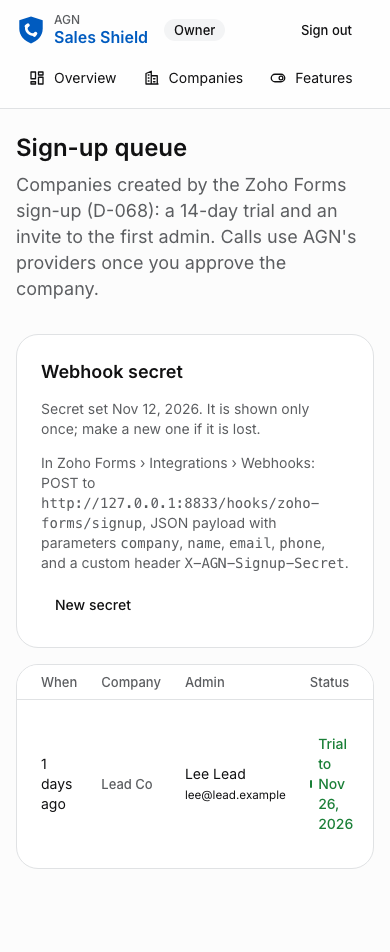 AGN
Sales Shield
Owner
Sign out
Overview
Companies
Features
Sign-up queue
Companies created by the Zoho Forms
sign-up (D-068): a 14-day trial and an
invite to the first admin. Calls use AGN's
providers once you approve the
company.
Webhook secret
Secret set Nov 12, 2026. It is shown only
once; make a new one if it is lost.
In Zoho Forms › Integrations › Webhooks:
POST to
http://127.0.0.1:8833/hooks/zoho-
forms/signup, JSON payload with
parameters company, name, email, phone,
and a custom header X-AGN-Signup-Secret.
New secret
When Company Admin Status
1
days
ago
Lead Co
Lee Lead
lee@lead.example
Trial
to
Nov
26,
2026